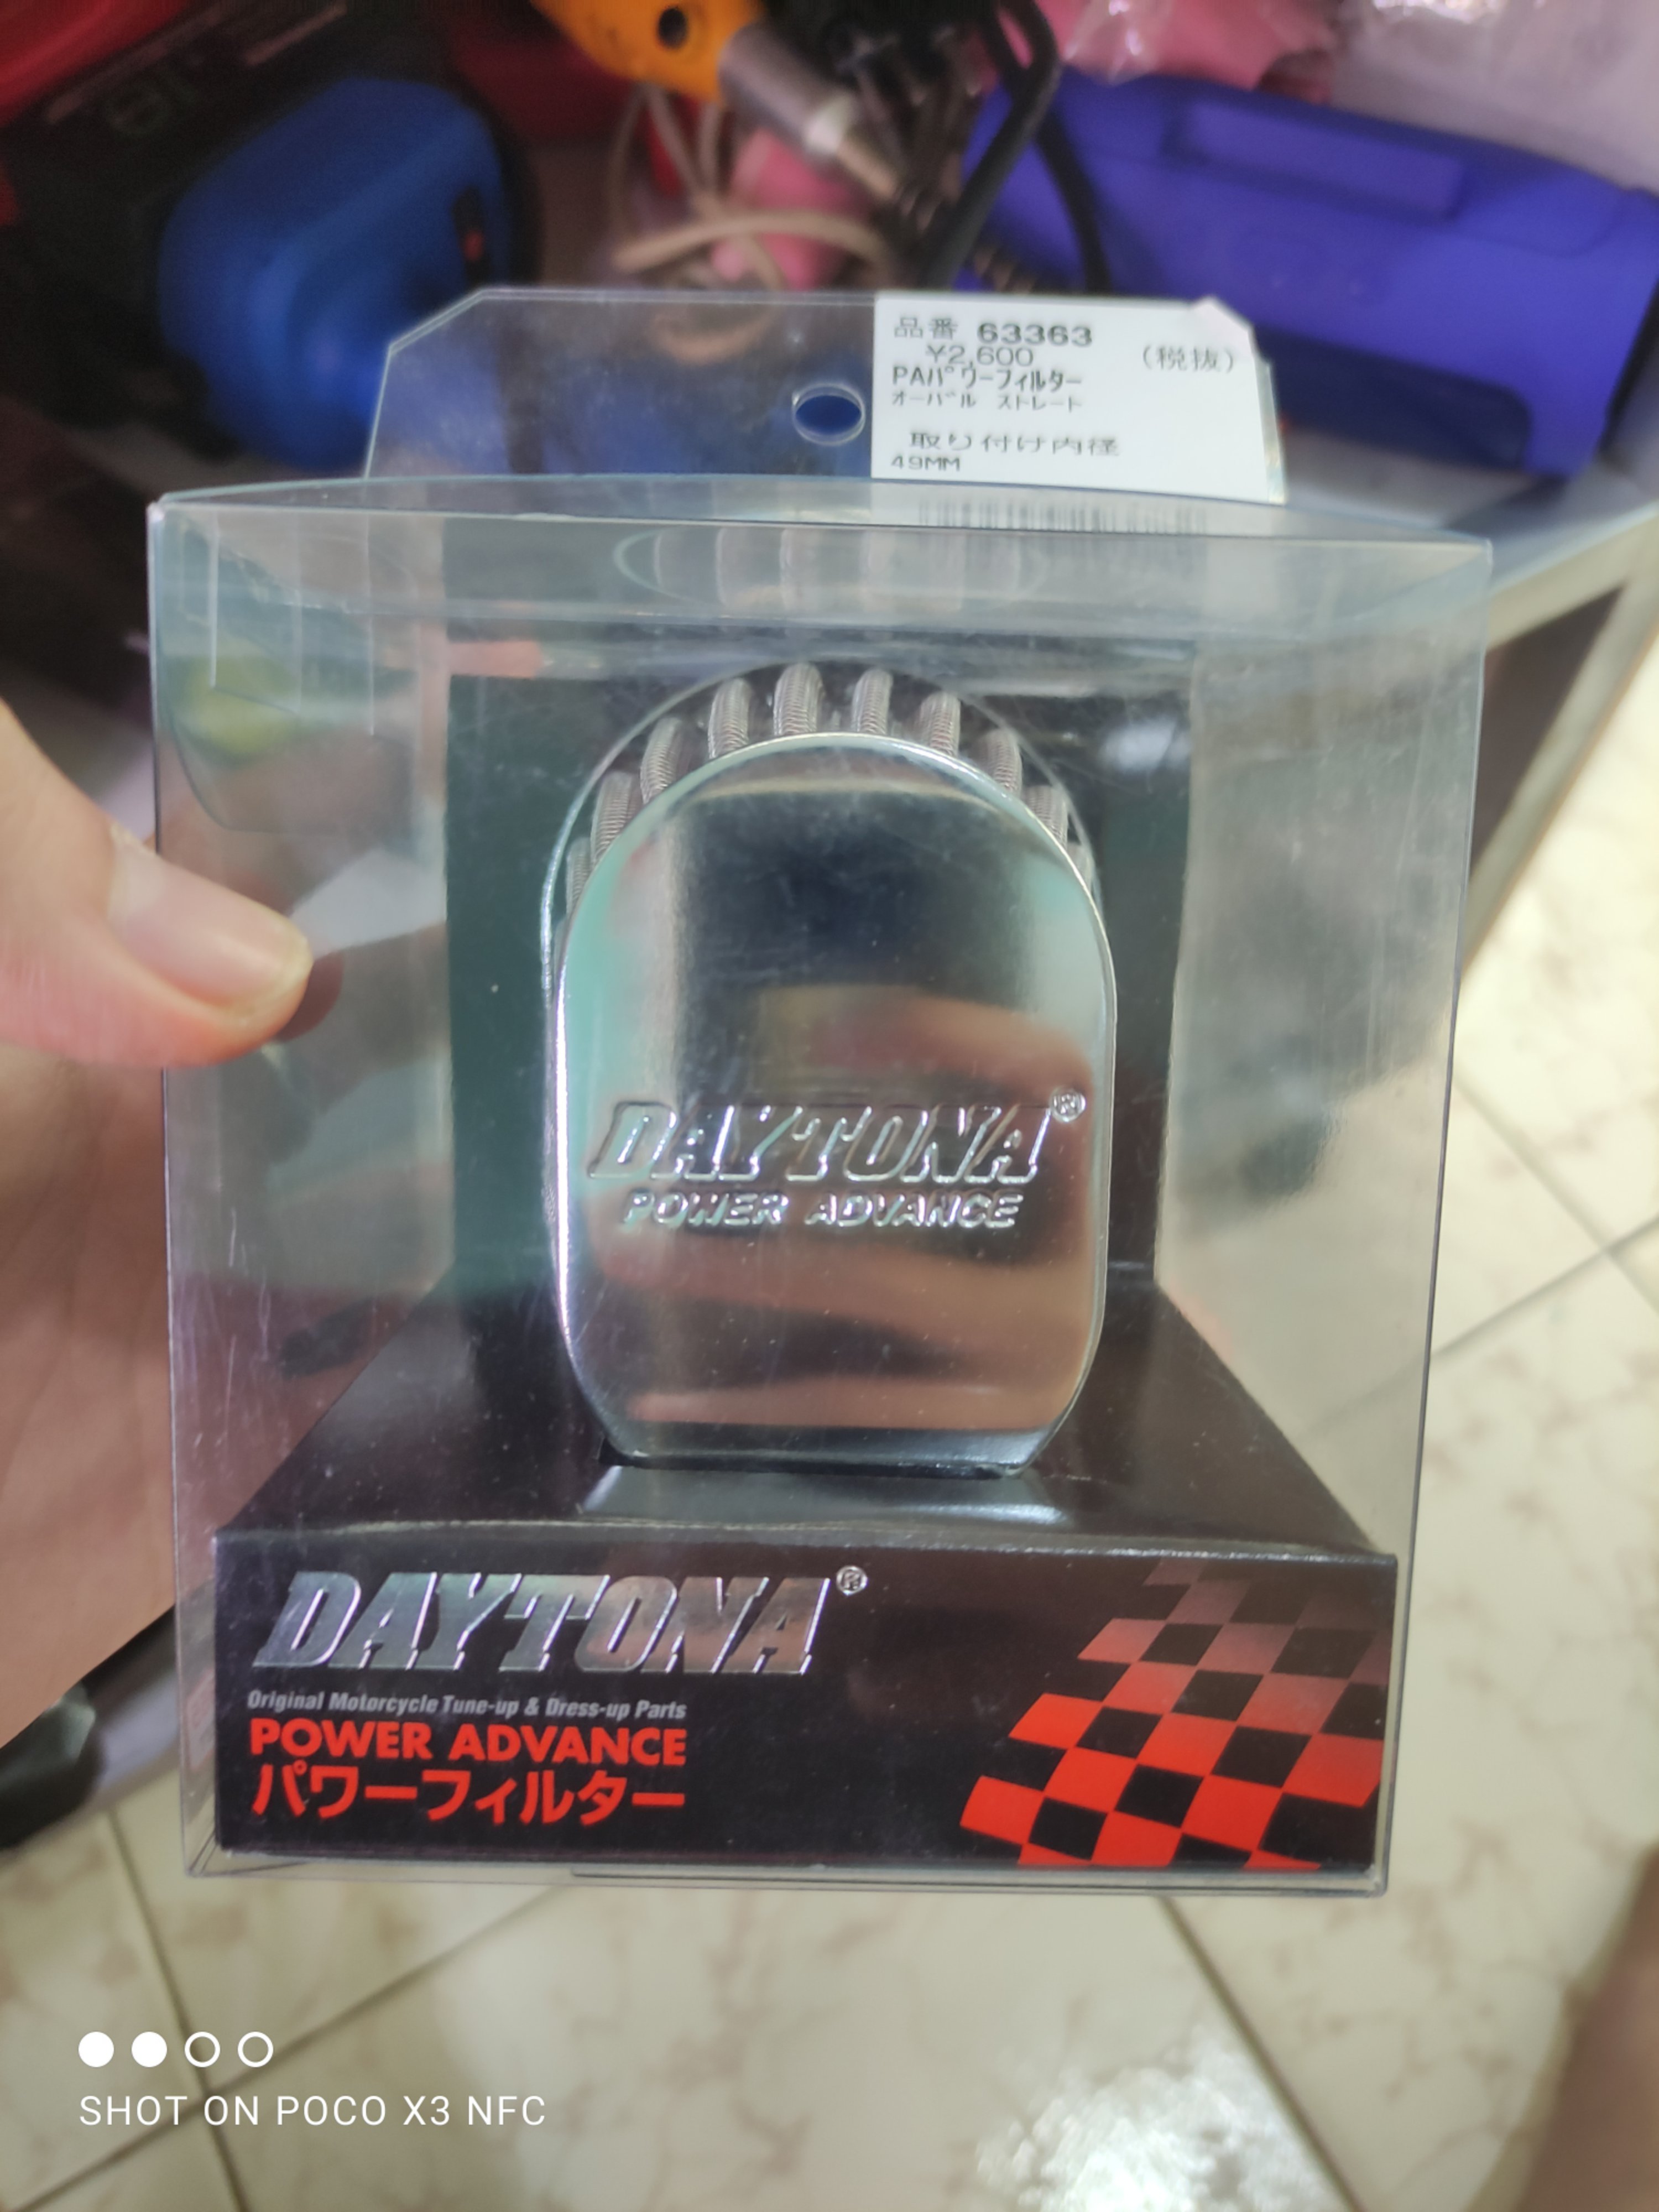 品番 63363
¥2,600 (税抜)
PAパワーフィルター
オーバル ストレート
取り付け内径
49MM
DAYTONA®
POWER ADVANCE
DAYTONA®
Original Motorcycle Tune-up & Dress-up Parts
POWER ADVANCE
パワーフィルター
SHOT ON POCO X3 NFC